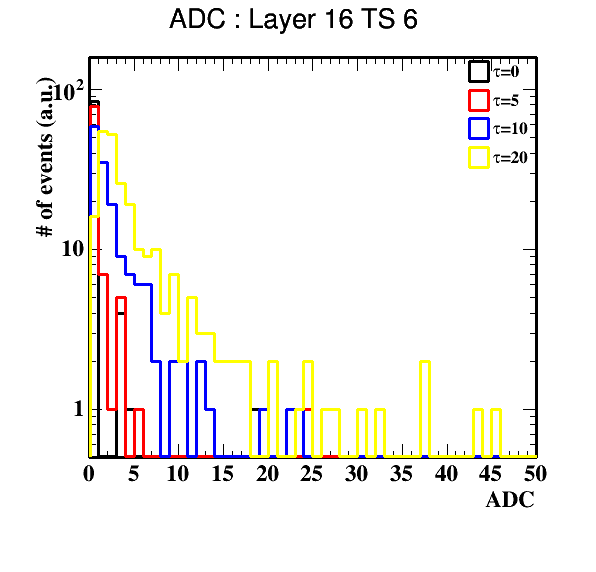 ADC : Layer 16 TS 6
# of events (a.u.)
10²
10
1
τ=0
τ=5
τ=10
τ=20
0 5 10 15 20 25 30 35 40 45 50
ADC